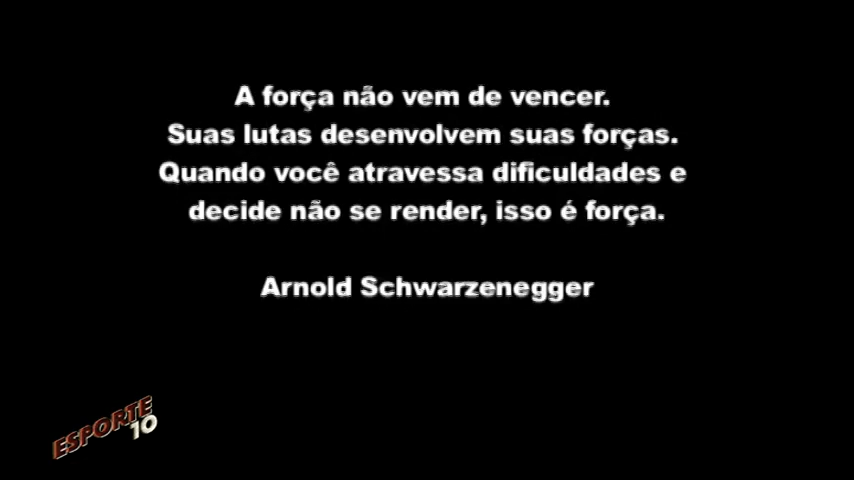 A força não vem de vencer.
Suas lutas desenvolvem suas forças.
Quando você atravessa dificuldades e
decide não se render, isso é força.
Arnold Schwarzenegger
ESPORTE
10